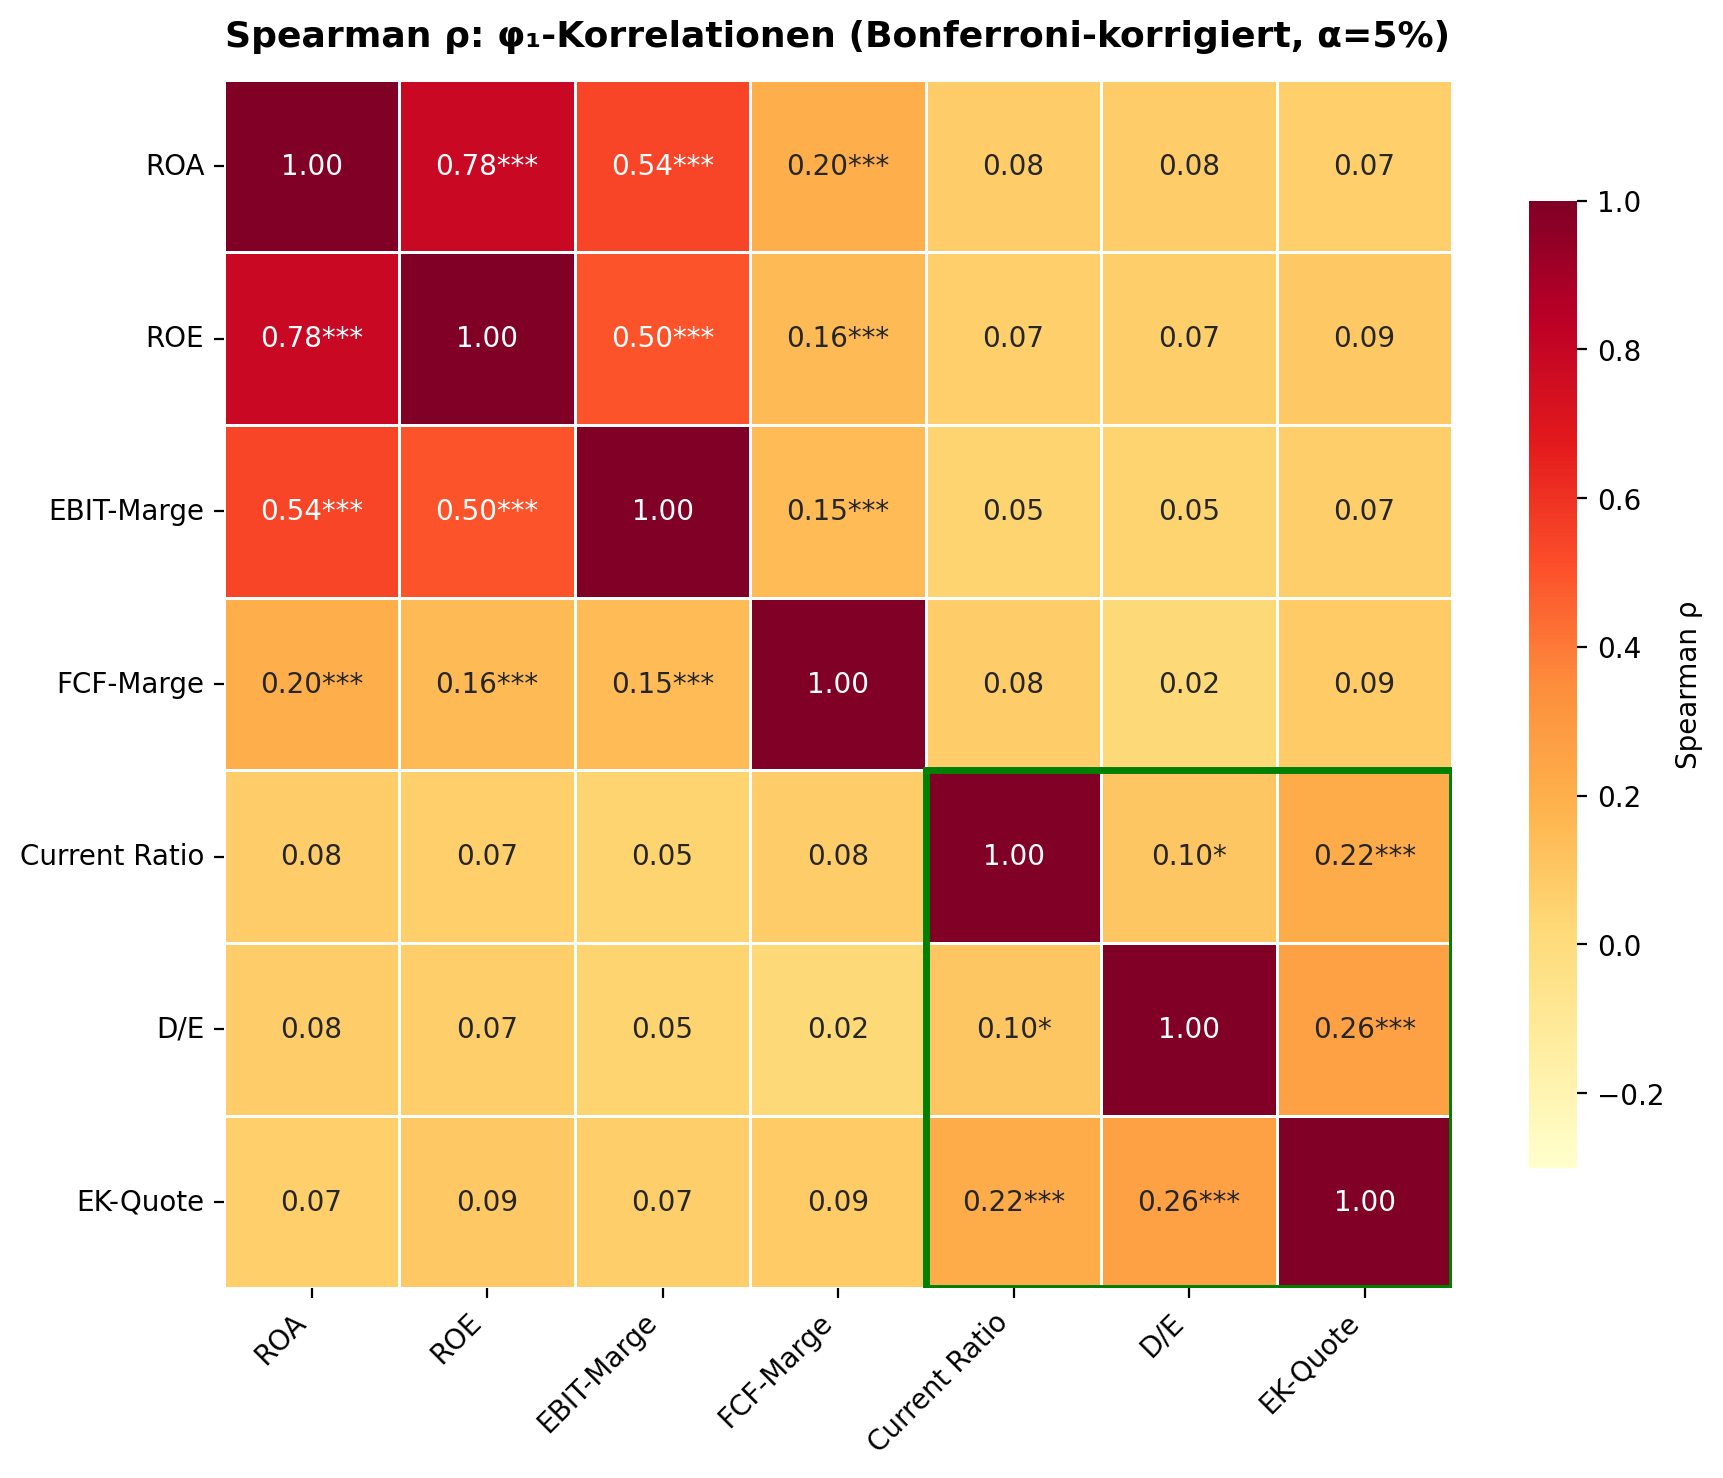 Spearman ρ: φ₁-Korrelationen (Bonferroni-korrigiert, α=5%)
ROA 1.00 0.78*** 0.54*** 0.20*** 0.08 0.08 0.07
ROE 0.78*** 1.00 0.50*** 0.16*** 0.07 0.07 0.09
EBIT-Marge 0.54*** 0.50*** 1.00 0.15*** 0.05 0.05 0.07
FCF-Marge 0.20*** 0.16*** 0.15*** 1.00 0.08 0.02 0.09
Current Ratio 0.08 0.07 0.05 0.08 1.00 0.10* 0.22***
D/E 0.08 0.07 0.05 0.02 0.10* 1.00 0.26***
EK-Quote 0.07 0.09 0.07 0.09 0.22*** 0.26*** 1.00
ROA ROE EBIT-Marge FCF-Marge Current Ratio D/E EK-Quote
1.0
0.8
0.6
0.4
0.2
0.0
−0.2
Spearman ρ